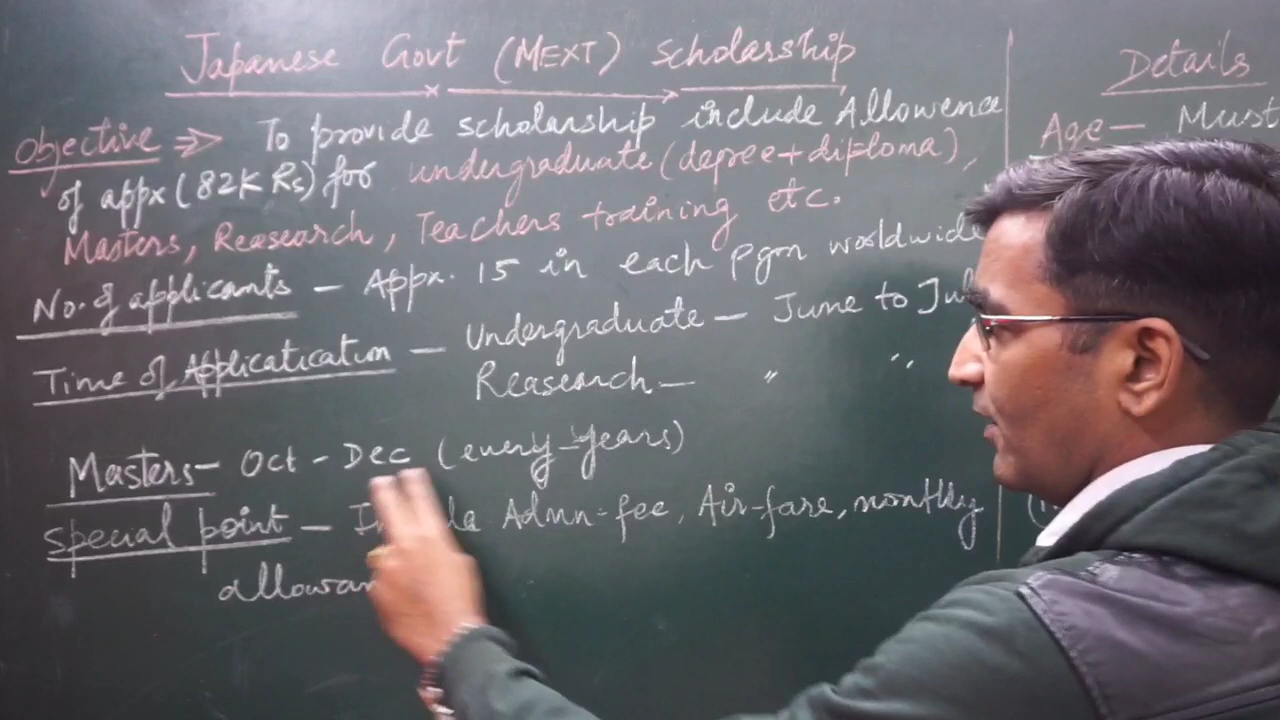 Japanese Govt (MEXT) scholarship
objective ⇒> To provide scholarship include Allowence
of appx (82K Rs) for undergraduate (depree+diploma),
Masters, Reasearch, Teachers training etc.
No. of applicants - Appx. 15 in each pgm worldwide
Time of Applicatication - Undergraduate - June to
Reasearch - " "
Masters - Oct - Dec (every-years)
special point - Admn-fee, Air-fare, monthly
Details
Age - Must